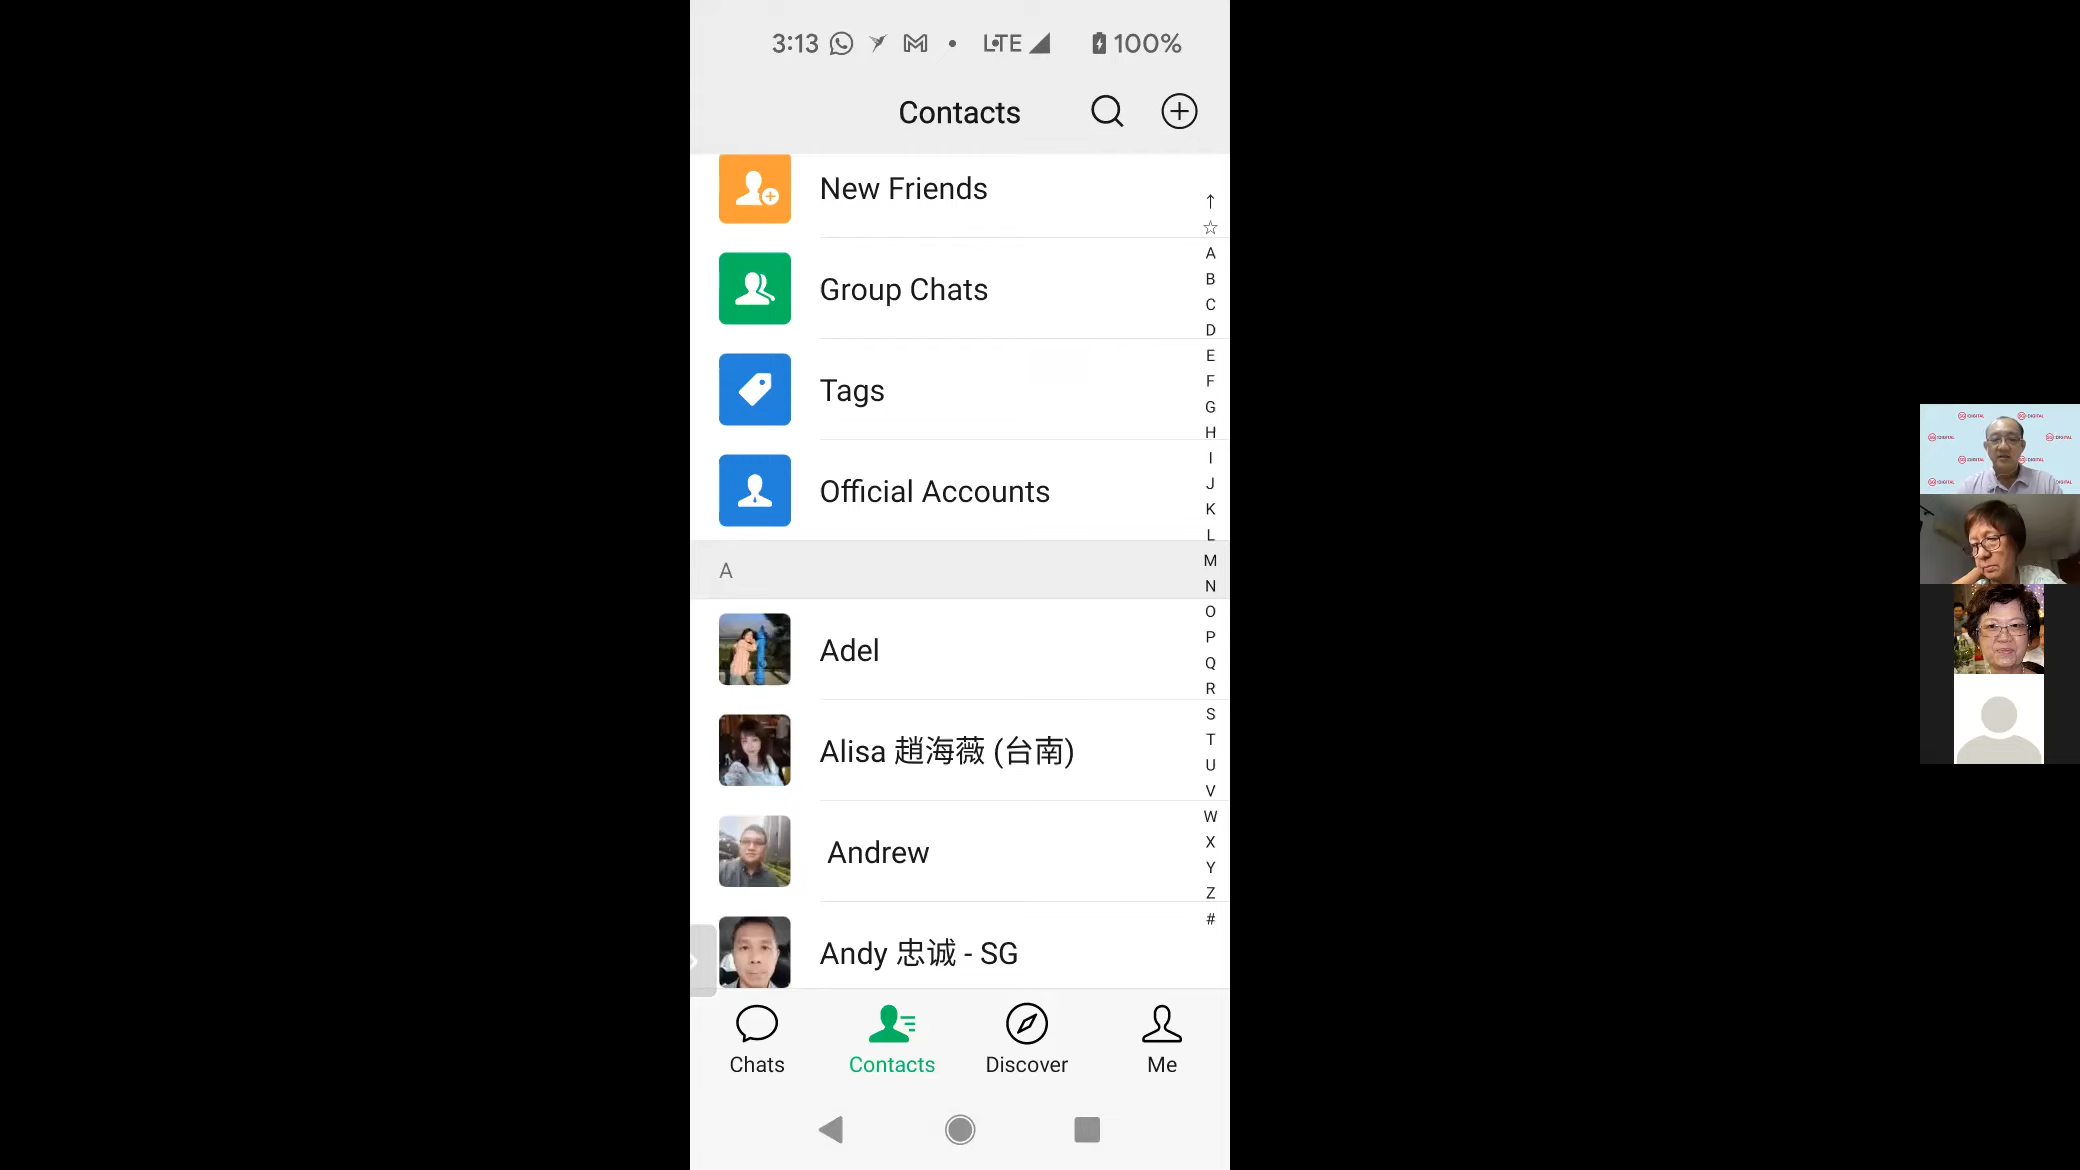 3:13 LTE 100%
Contacts
New Friends
Group Chats
Tags
Official Accounts
A
Adel
Alisa 趙海薇 (台南)
Andrew
Andy 忠诚 - SG
↑
☆
A
B
C
D
E
F
G
H
I
J
K
L
M
N
O
P
Q
R
S
T
U
V
W
X
Y
Z
#
Chats Contacts Discover Me